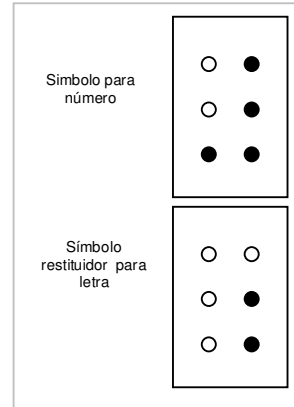 Simbolo para
número
Símbolo
restituidor para
letra